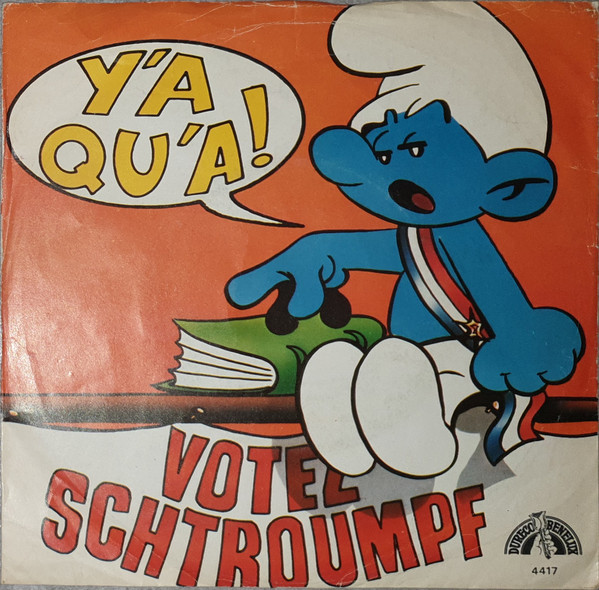 Y'A
QU'A!
VOTEZ
SCHTROUMPF
DURECO BENELUX
4417